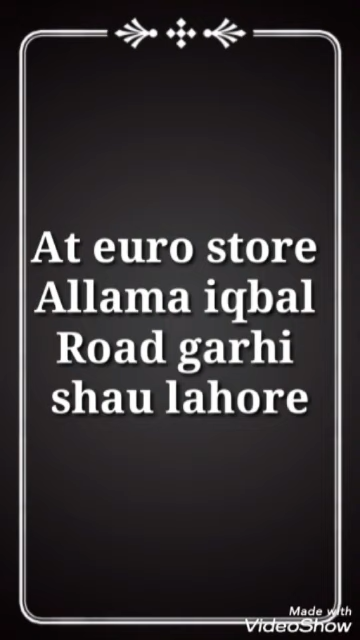 At euro store
Allama iqbal
Road garhi
shau lahore
Made with
VideoShow